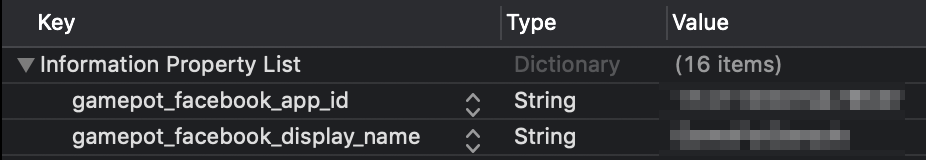 Key Type Value
Information Property List Dictionary (16 items)
gamepot_facebook_app_id String
gamepot_facebook_display_name String